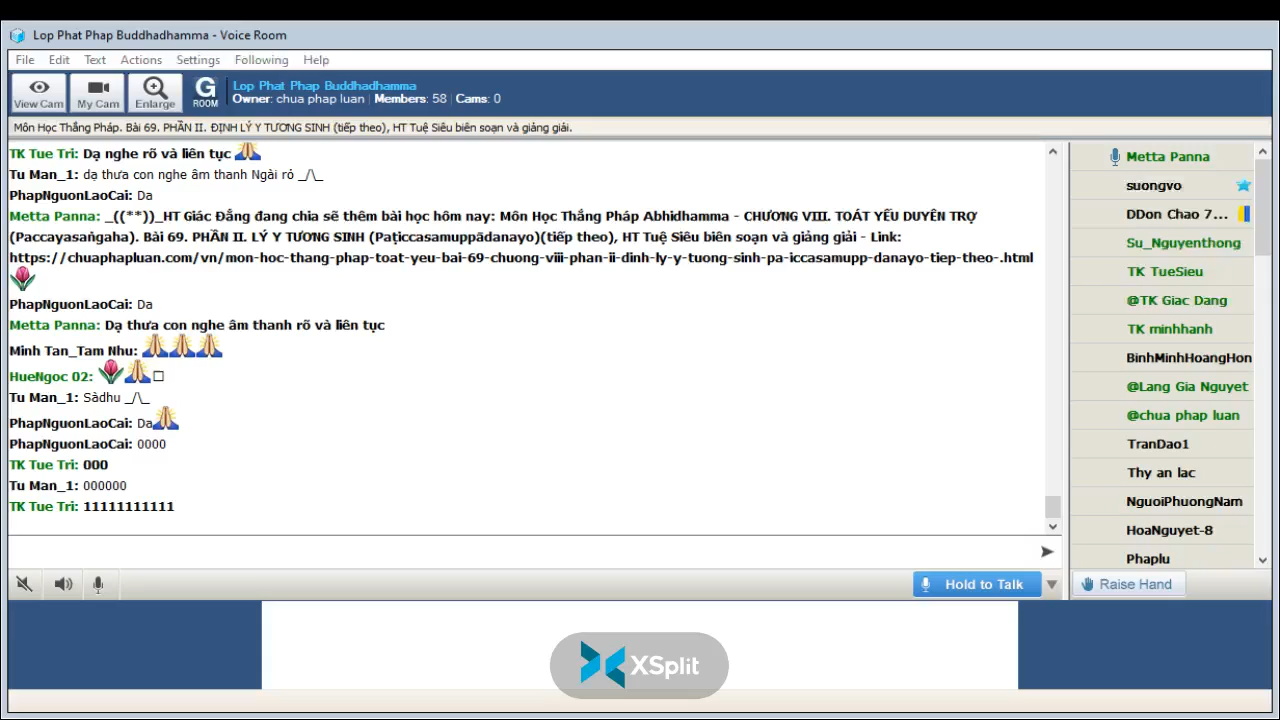 Lop Phat Phap Buddhadhamma - Voice Room
File Edit Text Actions Settings Following Help
View Cam My Cam Enlarge G ROOM
Lop Phat Phap Buddhadhamma
Owner: chua phap luan | Members: 58 | Cams: 0
Môn Học Thắng Pháp. Bài 69. PHẦN II. ĐỊNH LÝ Y TƯƠNG SINH (tiếp theo), HT Tuệ Siêu biên soạn và giảng giải.
TK Tue Tri: Dạ nghe rõ và liên tục
Tu Man_1: dạ thưa con nghe âm thanh Ngài rỏ _/\_
PhapNguonLaoCai: Da
Metta Panna: _((**))_HT Giác Đẳng đang chia sẽ thêm bài học hôm nay: Môn Học Thắng Pháp Abhidhamma - CHƯƠNG VIII. TOÁT YẾU DUYÊN TRỢ
(Paccayasaṅgaha). Bài 69. PHẦN II. LÝ Y TƯƠNG SINH (Paṭiccasamuppādanayo)(tiếp theo), HT Tuệ Siêu biên soạn và giảng giải - Link:
https://chuaphapluan.com/vn/mon-hoc-thang-phap-toat-yeu-bai-69-chuong-viii-phan-ii-dinh-ly-y-tuong-sinh-pa-iccasamupp-danayo-tiep-theo-.html
PhapNguonLaoCai: Da
Metta Panna: Dạ thưa con nghe âm thanh rõ và liên tục
Minh Tan_Tam Nhu:
HueNgoc 02:
Tu Man_1: Sàdhu _/\_
PhapNguonLaoCai: Da
PhapNguonLaoCai: 0000
TK Tue Tri: 000
Tu Man_1: 000000
TK Tue Tri: 11111111111
Metta Panna
suongvo
DDon Chao 7...
Su_Nguyenthong
TK TueSieu
@TK Giac Dang
TK minhhanh
BinhMinhHoangHon
@Lang Gia Nguyet
@chua phap luan
TranDao1
Thy an lac
NguoiPhuongNam
HoaNguyet-8
Phaplu
Hold to Talk
Raise Hand
XSplit